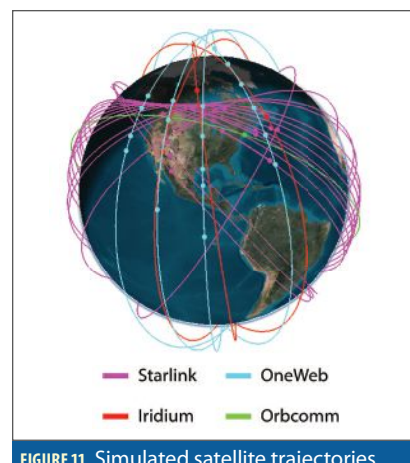 Starlink OneWeb
Iridium Orbcomm
FIGURE 11 Simulated satellite trajectories